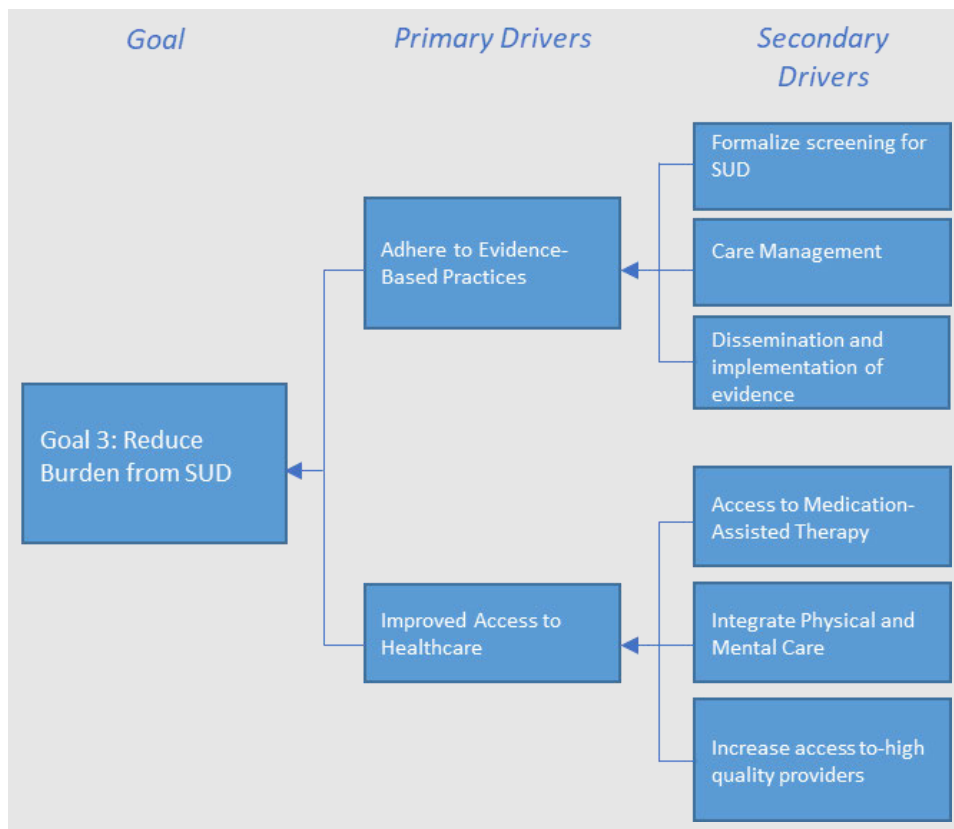 Goal
Primary Drivers
Secondary
Drivers
Formalize screening for
SUD
Adhere to Evidence-
Based Practices
Care Management
Dissemination and
implementation of
evidence
Goal 3: Reduce
Burden from SUD
Access to Medication-
Assisted Therapy
Improved Access to
Healthcare
Integrate Physical and
Mental Care
Increase access to-high
quality providers